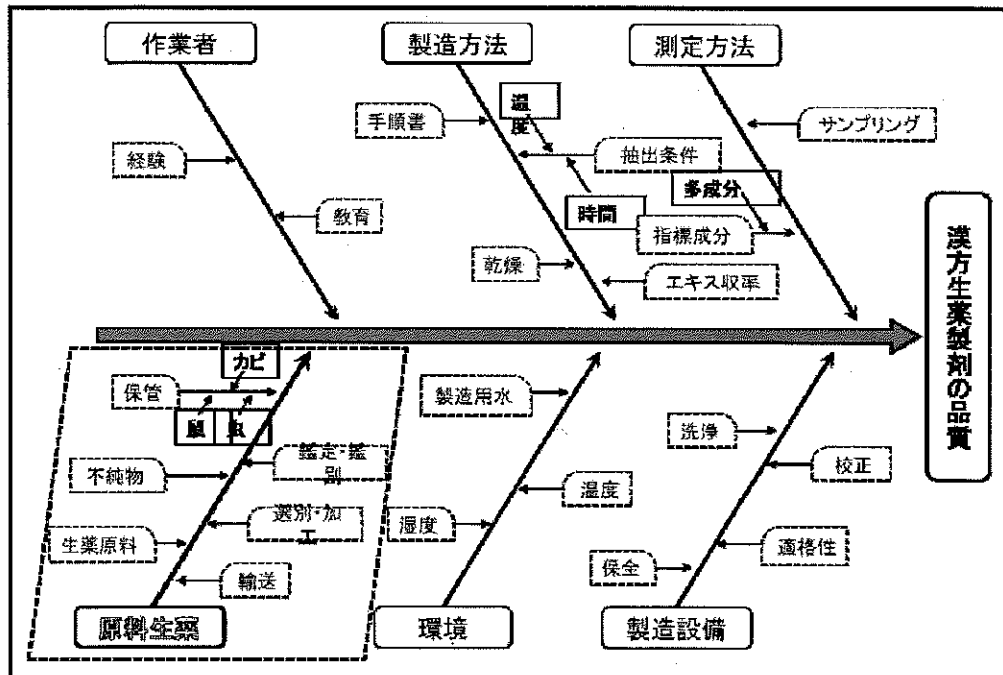 作業者
製造方法
測定方法
手順書
温
度
サンプリング
経験
抽出条件
多成分
教育
時間
指標成分
乾燥
エキス収率
漢方生薬製剤の品質
カビ
保管
虫
製造用水
洗浄
鑑定・鑑
別
不純物
校正
温度
選別・加
工
生薬原料
湿度
適格性
保全
輸送
原料生薬
環境
製造設備